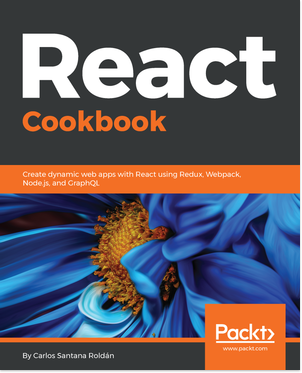 React
Cookbook
Create dynamic web apps with React using Redux, Webpack,
Node.js, and GraphQL
Packt>
www.packt.com
By Carlos Santana Roldán